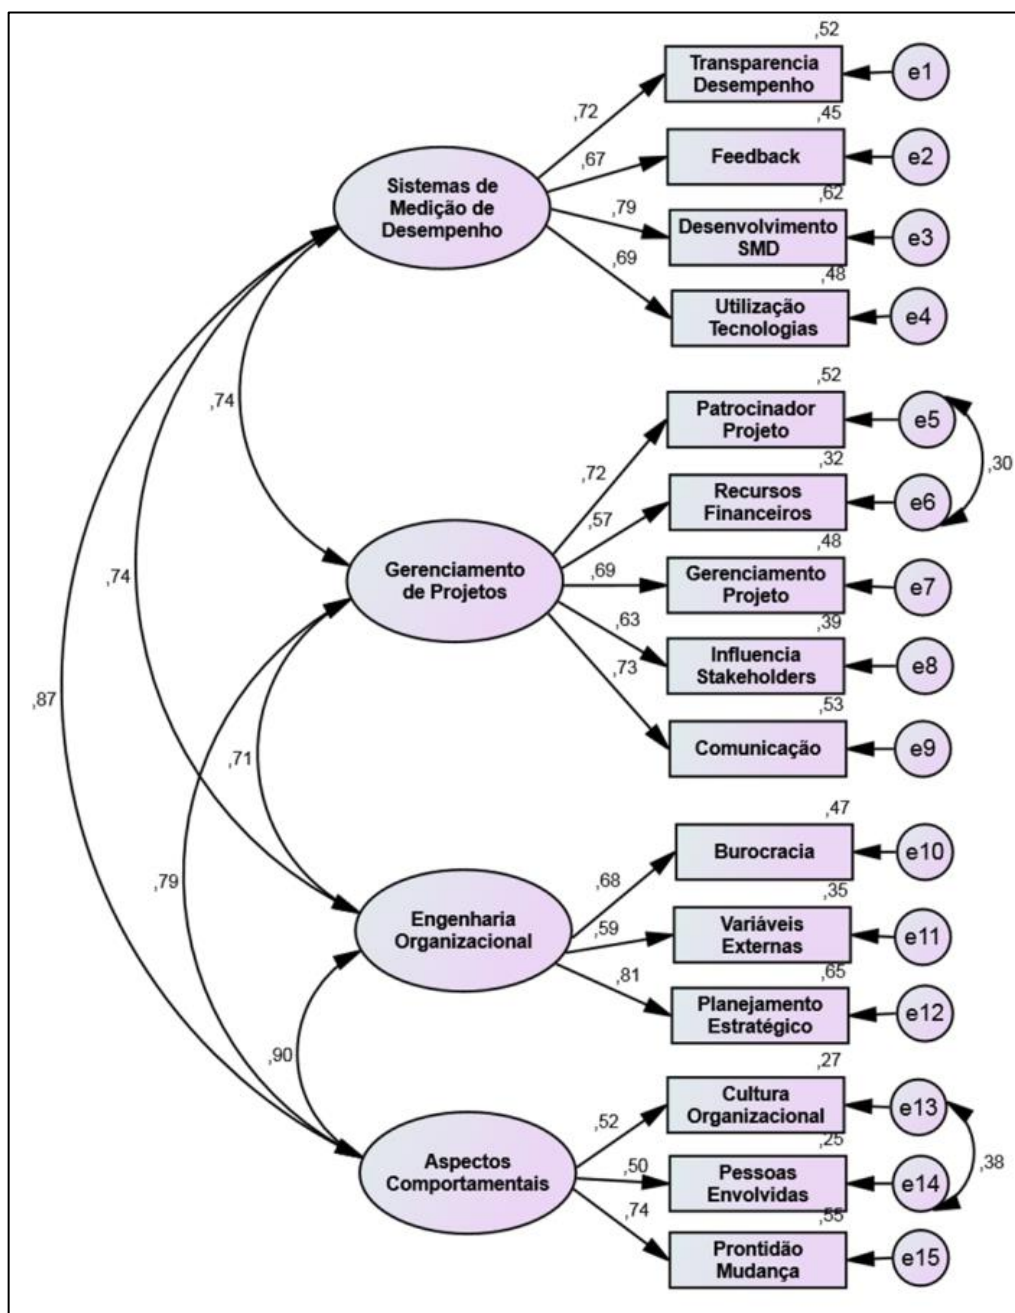 ,52
Transparencia
Desempenho
e1
,72
,45
Feedback
e2
,67
Sistemas de
Medição de
Desempenho
,62
,79
Desenvolvimento
SMD
e3
,69
,48
Utilização
Tecnologias
e4
,74
,52
Patrocinador
Projeto
e5
,30
,72
,32
Recursos
Financeiros
e6
,57
,48
Gerenciamento
de Projetos
,69
Gerenciamento
Projeto
e7
,74
,63
,39
Influencia
Stakeholders
e8
,73
,53
Comunicação
e9
,87
,71
,47
Burocracia
e10
,79
,68
,35
Engenharia
Organizacional
,59
Variáveis
Externas
e11
,81
,65
Planejamento
Estratégico
e12
,90
,27
Cultura
Organizacional
e13
,52
,25
,38
Aspectos
Comportamentais
,50
Pessoas
Envolvidas
e14
,74
,55
Prontidão
Mudança
e15